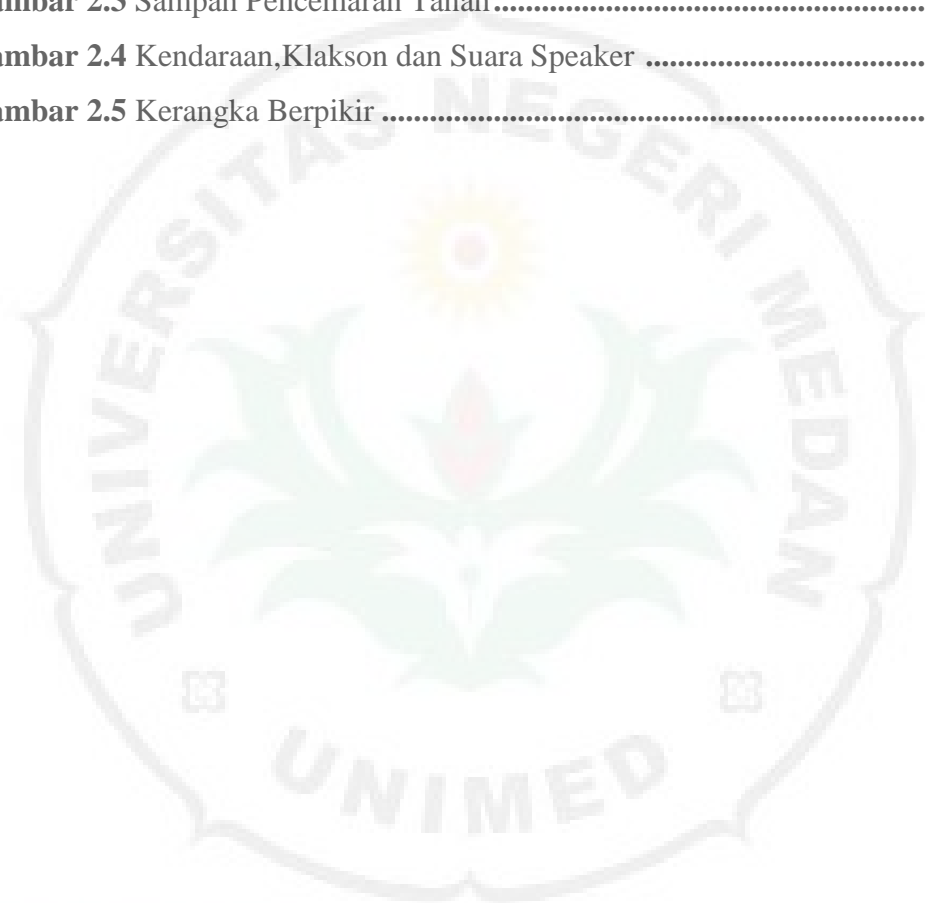 ambar 2.3 Sampah Pencemaran Tanah........................................................................
ambar 2.4 Kendaraan,Klakson dan Suara Speaker ..............................................
ambar 2.5 Kerangka Berpikir ..............................................................................
UNIVERSITAS NEGERI MEDAN
UNIMED